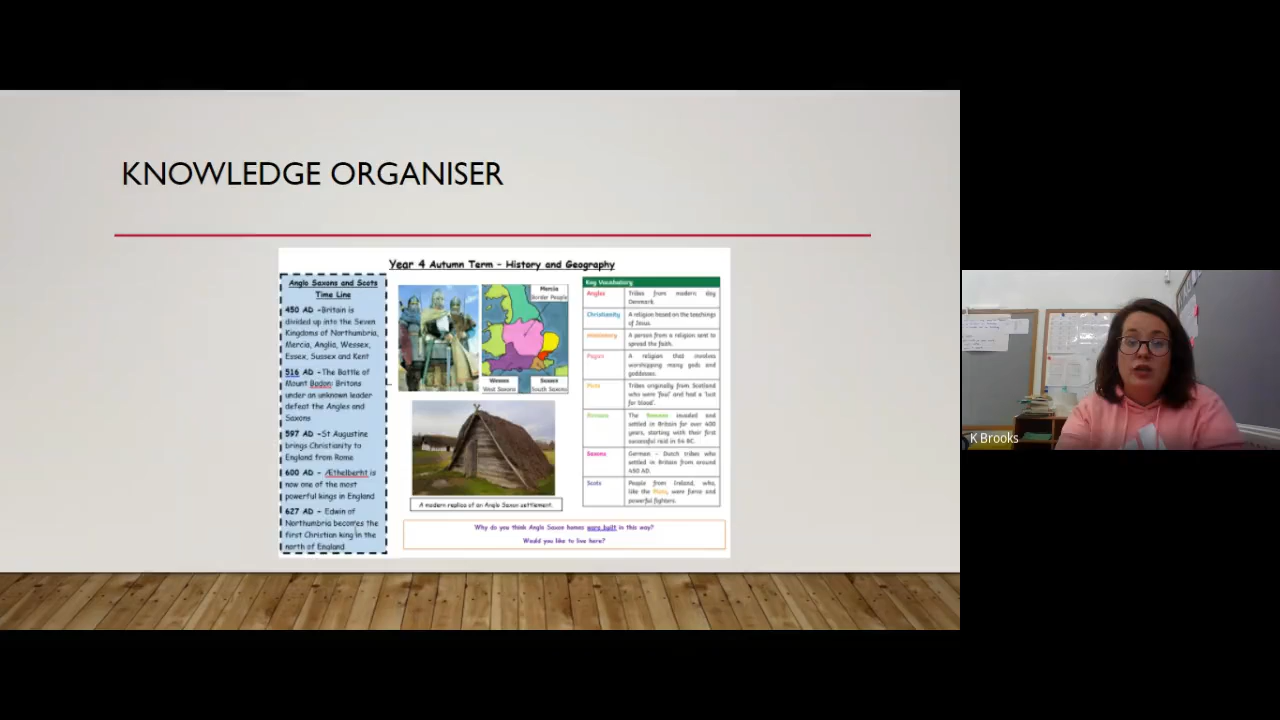 KNOWLEDGE ORGANISER
Year 4 Autumn Term - History and Geography
Anglo Saxons and Scots
Time Line
450 AD -Britain is
divided up into the Seven
Kingdoms of Northumbria,
Mercia, Anglia, Wessex,
Essex, Sussex and Kent
516 AD -The Battle of
Mount Badon: Britons
under an unknown leader
defeat the Angles and
Saxons
597 AD -St Augustine
brings Christianity to
England from Rome
600 AD - Æthelberht is
now one of the most
powerful kings in England
627 AD - Edwin of
Northumbria becomes the
first Christian king in the
north of England
Mercia
Border People
Wessex
West Saxons
Sussex
South Saxons
A modern replica of an Anglo Saxon settlement.
Key Vocabulary
Angles
Tribes from modern day
Denmark.
Christianity
A religion based on the teachings
of Jesus.
Missionary
A person from a religion sent to
spread the faith.
Pagan
A religion that involves
worshipping many gods and
goddesses.
Picts
Tribes originally from Scotland
who were 'foul' and had a 'lust
for blood'.
Romans
The Romans invaded and
settled in Britain for over 400
years, starting with their first
successful raid in 54 BC.
Saxons
German - Dutch tribes who
settled in Britain from around
450 AD.
Scots
People from Ireland, who,
like the Picts, were fierce and
powerful fighters.
Why do you think Anglo Saxon homes were built in this way?
Would you like to live here?
K Brooks